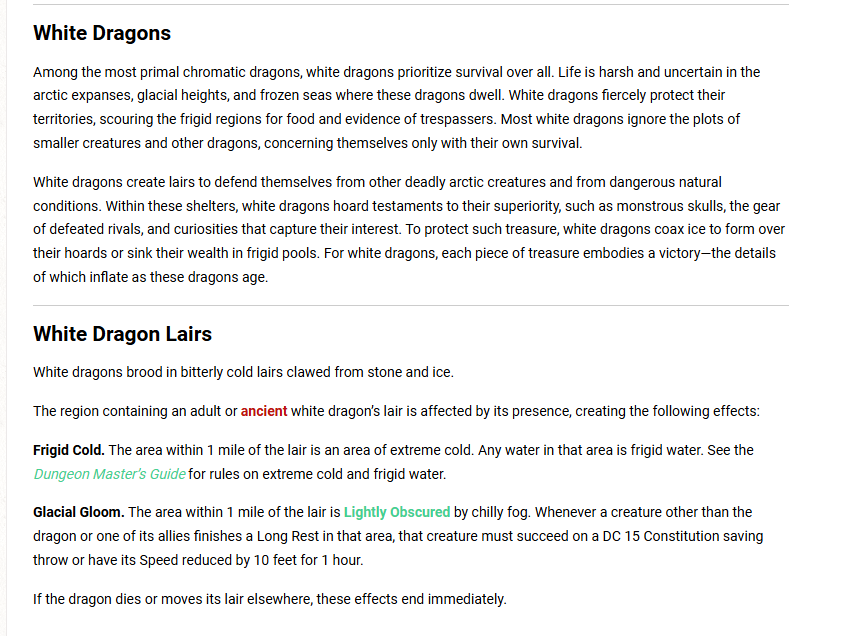 White Dragons
Among the most primal chromatic dragons, white dragons prioritize survival over all. Life is harsh and uncertain in the
arctic expanses, glacial heights, and frozen seas where these dragons dwell. White dragons fiercely protect their
territories, scouring the frigid regions for food and evidence of trespassers. Most white dragons ignore the plots of
smaller creatures and other dragons, concerning themselves only with their own survival.
White dragons create lairs to defend themselves from other deadly arctic creatures and from dangerous natural
conditions. Within these shelters, white dragons hoard testaments to their superiority, such as monstrous skulls, the gear
of defeated rivals, and curiosities that capture their interest. To protect such treasure, white dragons coax ice to form over
their hoards or sink their wealth in frigid pools. For white dragons, each piece of treasure embodies a victory—the details
of which inflate as these dragons age.
White Dragon Lairs
White dragons brood in bitterly cold lairs clawed from stone and ice.
The region containing an adult or ancient white dragon's lair is affected by its presence, creating the following effects:
Frigid Cold. The area within 1 mile of the lair is an area of extreme cold. Any water in that area is frigid water. See the
Dungeon Master's Guide for rules on extreme cold and frigid water.
Glacial Gloom. The area within 1 mile of the lair is Lightly Obscured by chilly fog. Whenever a creature other than the
dragon or one of its allies finishes a Long Rest in that area, that creature must succeed on a DC 15 Constitution saving
throw or have its Speed reduced by 10 feet for 1 hour.
If the dragon dies or moves its lair elsewhere, these effects end immediately.